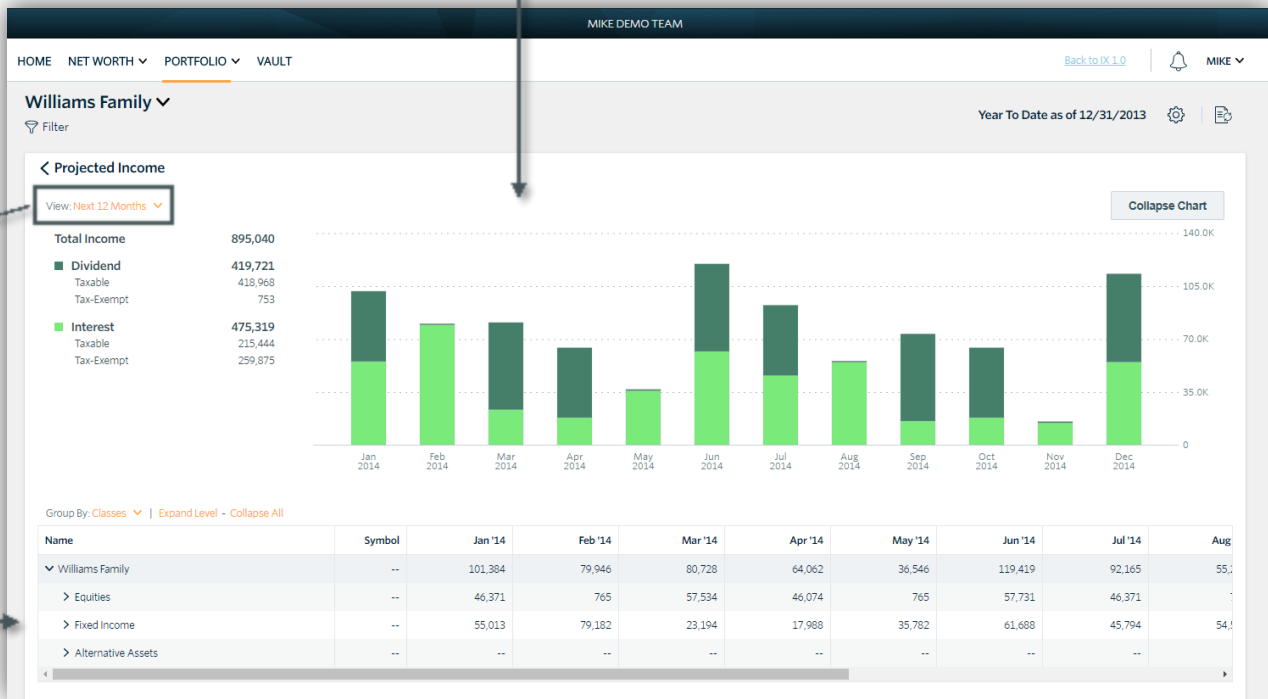 MIKE DEMO TEAM
HOME NET WORTH PORTFOLIO VAULT Back to IX 1.0 MIKE
Williams Family
Filter
Year To Date as of 12/31/2013
Projected Income
View: Next 12 Months
Collapse Chart
Total Income 895,040
Dividend 419,721
Taxable 418,968
Tax-Exempt 753
Interest 475,319
Taxable 215,444
Tax-Exempt 259,875
140.0K
105.0K
70.0K
35.0K
0
Jan Feb Mar Apr May Jun Jul Aug Sep Oct Nov Dec
2014 2014 2014 2014 2014 2014 2014 2014 2014 2014 2014 2014
Group By: Classes | Expand Level - Collapse All
Name Symbol Jan '14 Feb '14 Mar '14 Apr '14 May '14 Jun '14 Jul '14 Aug
Williams Family -- 101,384 79,946 80,728 64,062 36,546 119,419 92,165 55,
Equities -- 46,371 765 57,534 46,074 765 57,731 46,371
Fixed Income -- 55,013 79,182 23,194 17,988 35,782 61,688 45,794 54,
Alternative Assets -- -- -- -- -- -- -- --